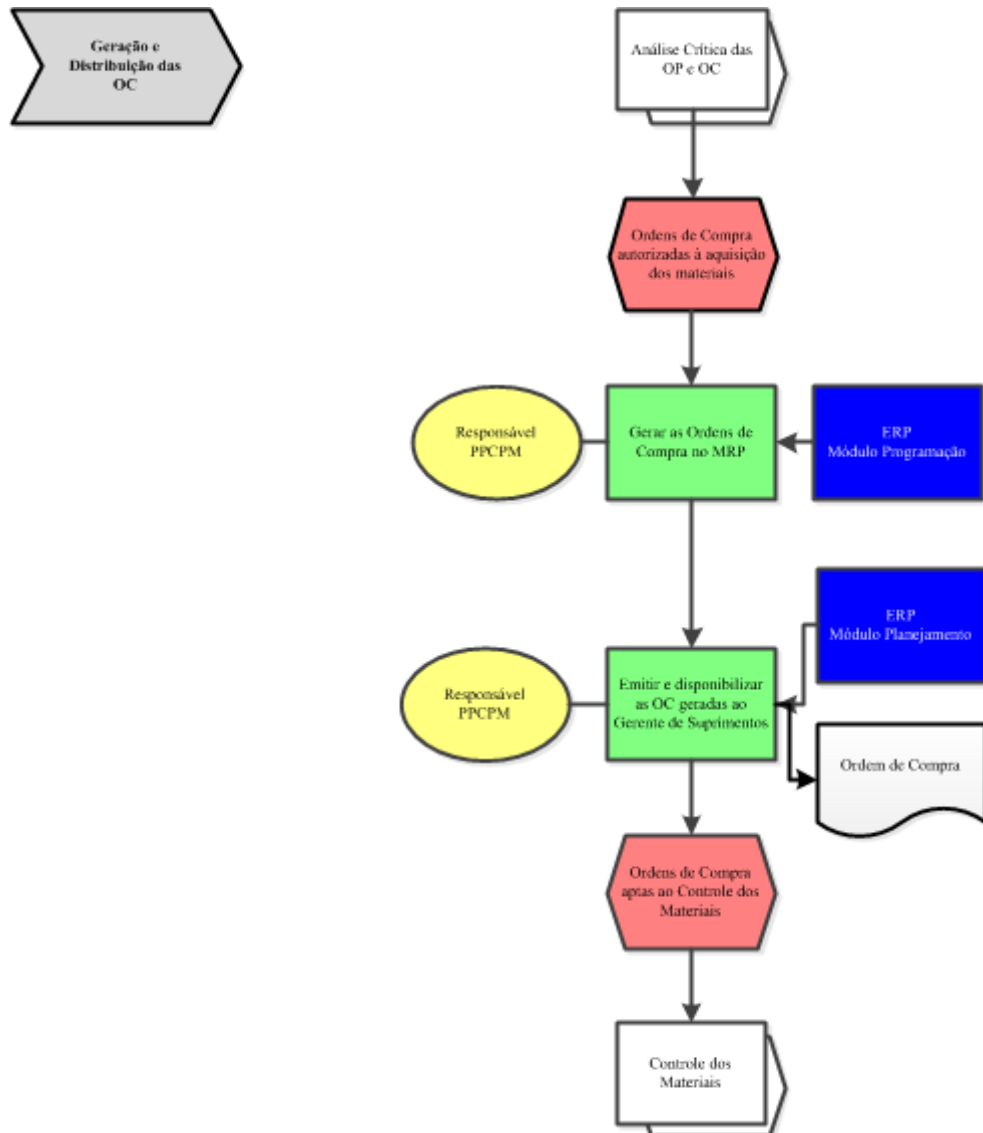 Geração e
Distribuição das
OC
Análise Crítica das
OP e OC
Ordens de Compra
autorizadas à aquisição
dos materiais
Responsável
PPCPM
Gerar as Ordens de
Compra no MRP
ERP
Módulo Programação
ERP
Módulo Planejamento
Responsável
PPCPM
Emitir e disponibilizar
as OC geradas ao
Gerente de Suprimentos
Ordem de Compra
Ordens de Compra
aptas ao Controle dos
Materiais
Controle dos
Materiais